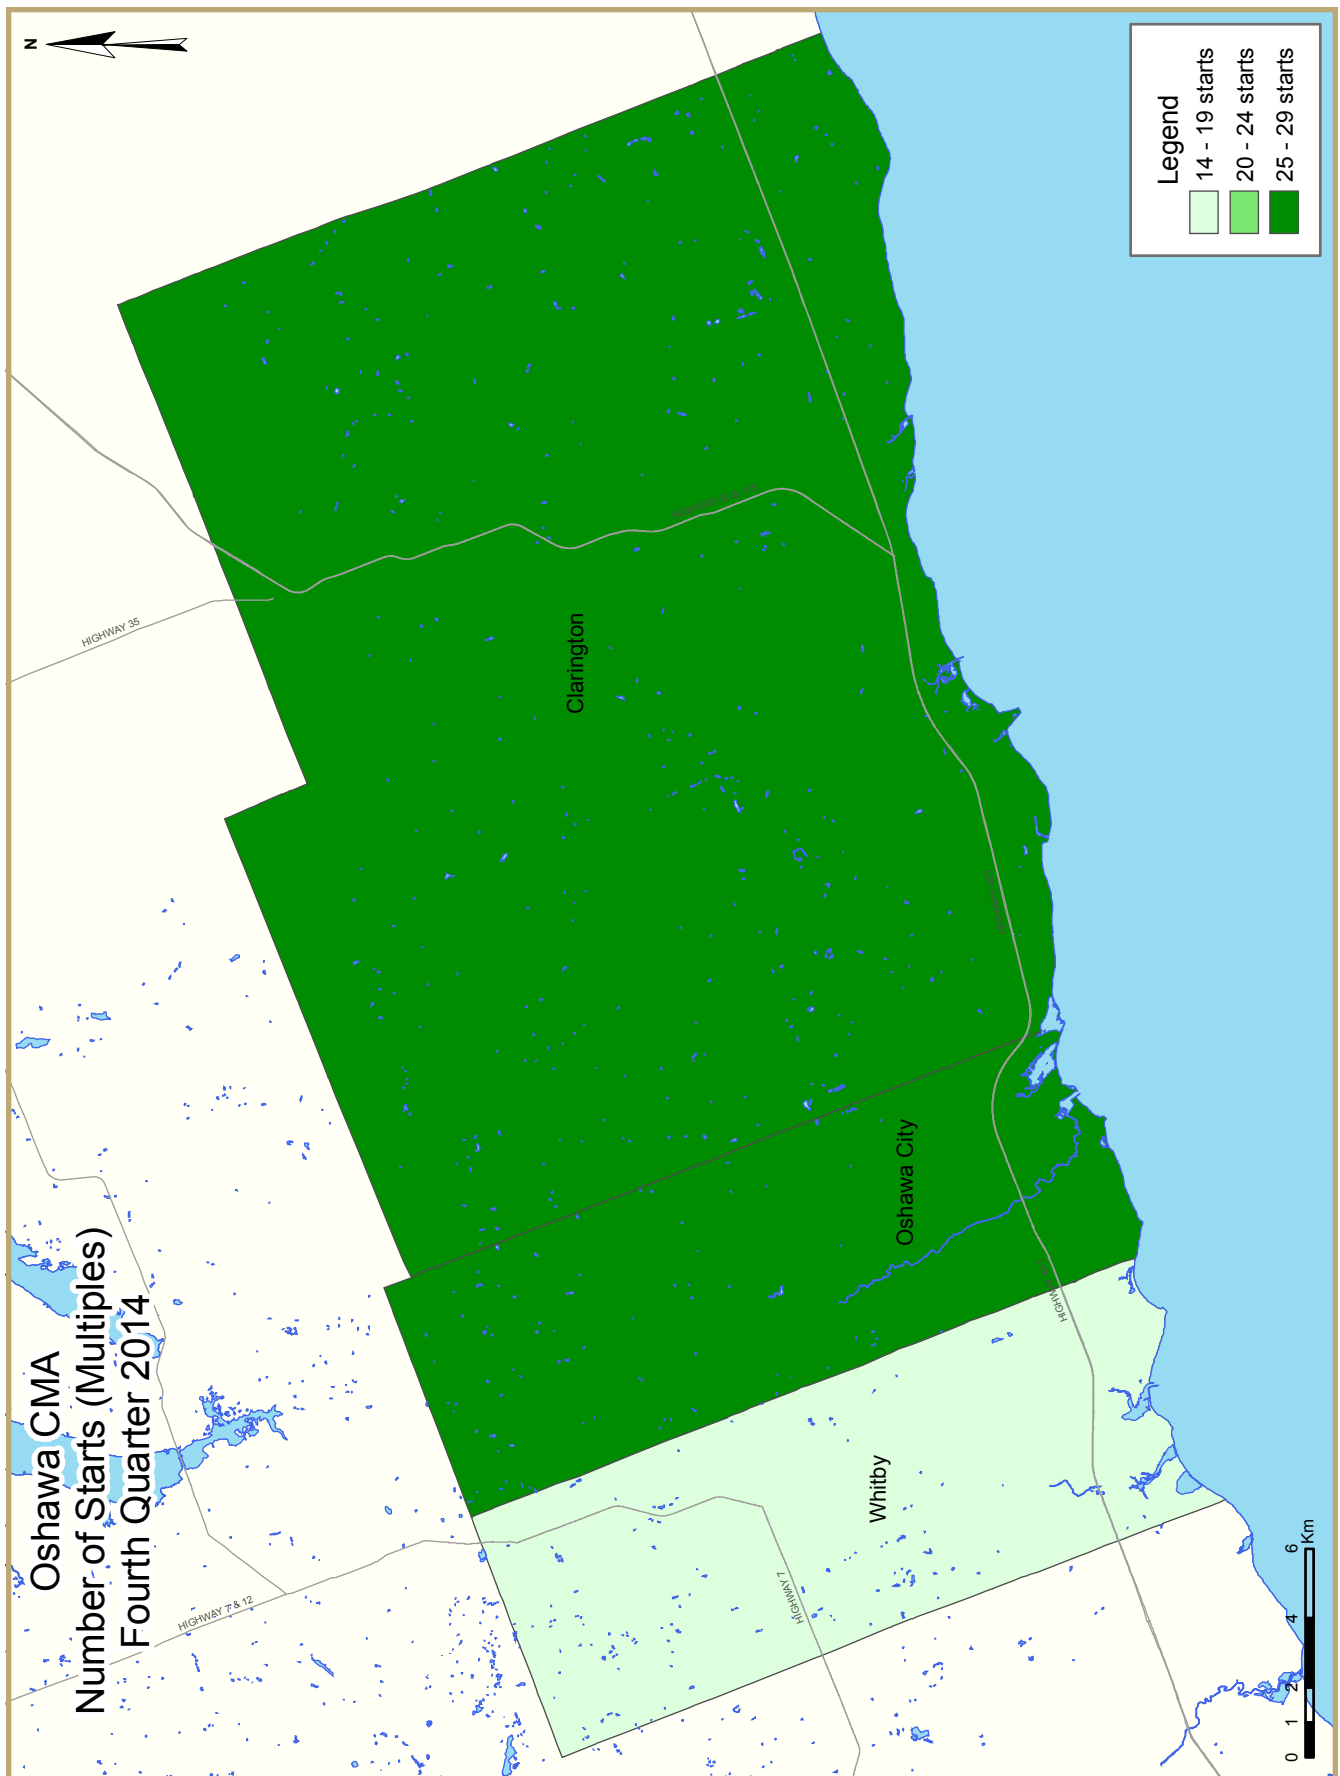 Oshawa CMA
Number of Starts (Multiples)
Fourth Quarter 2014
N
HIGHWAY 7 & 12
HIGHWAY 35
HIGHWAY 7
Clarington
Oshawa City
Whitby
Legend
14 - 19 starts
20 - 24 starts
25 - 29 starts
0 1 2 4 6
Km